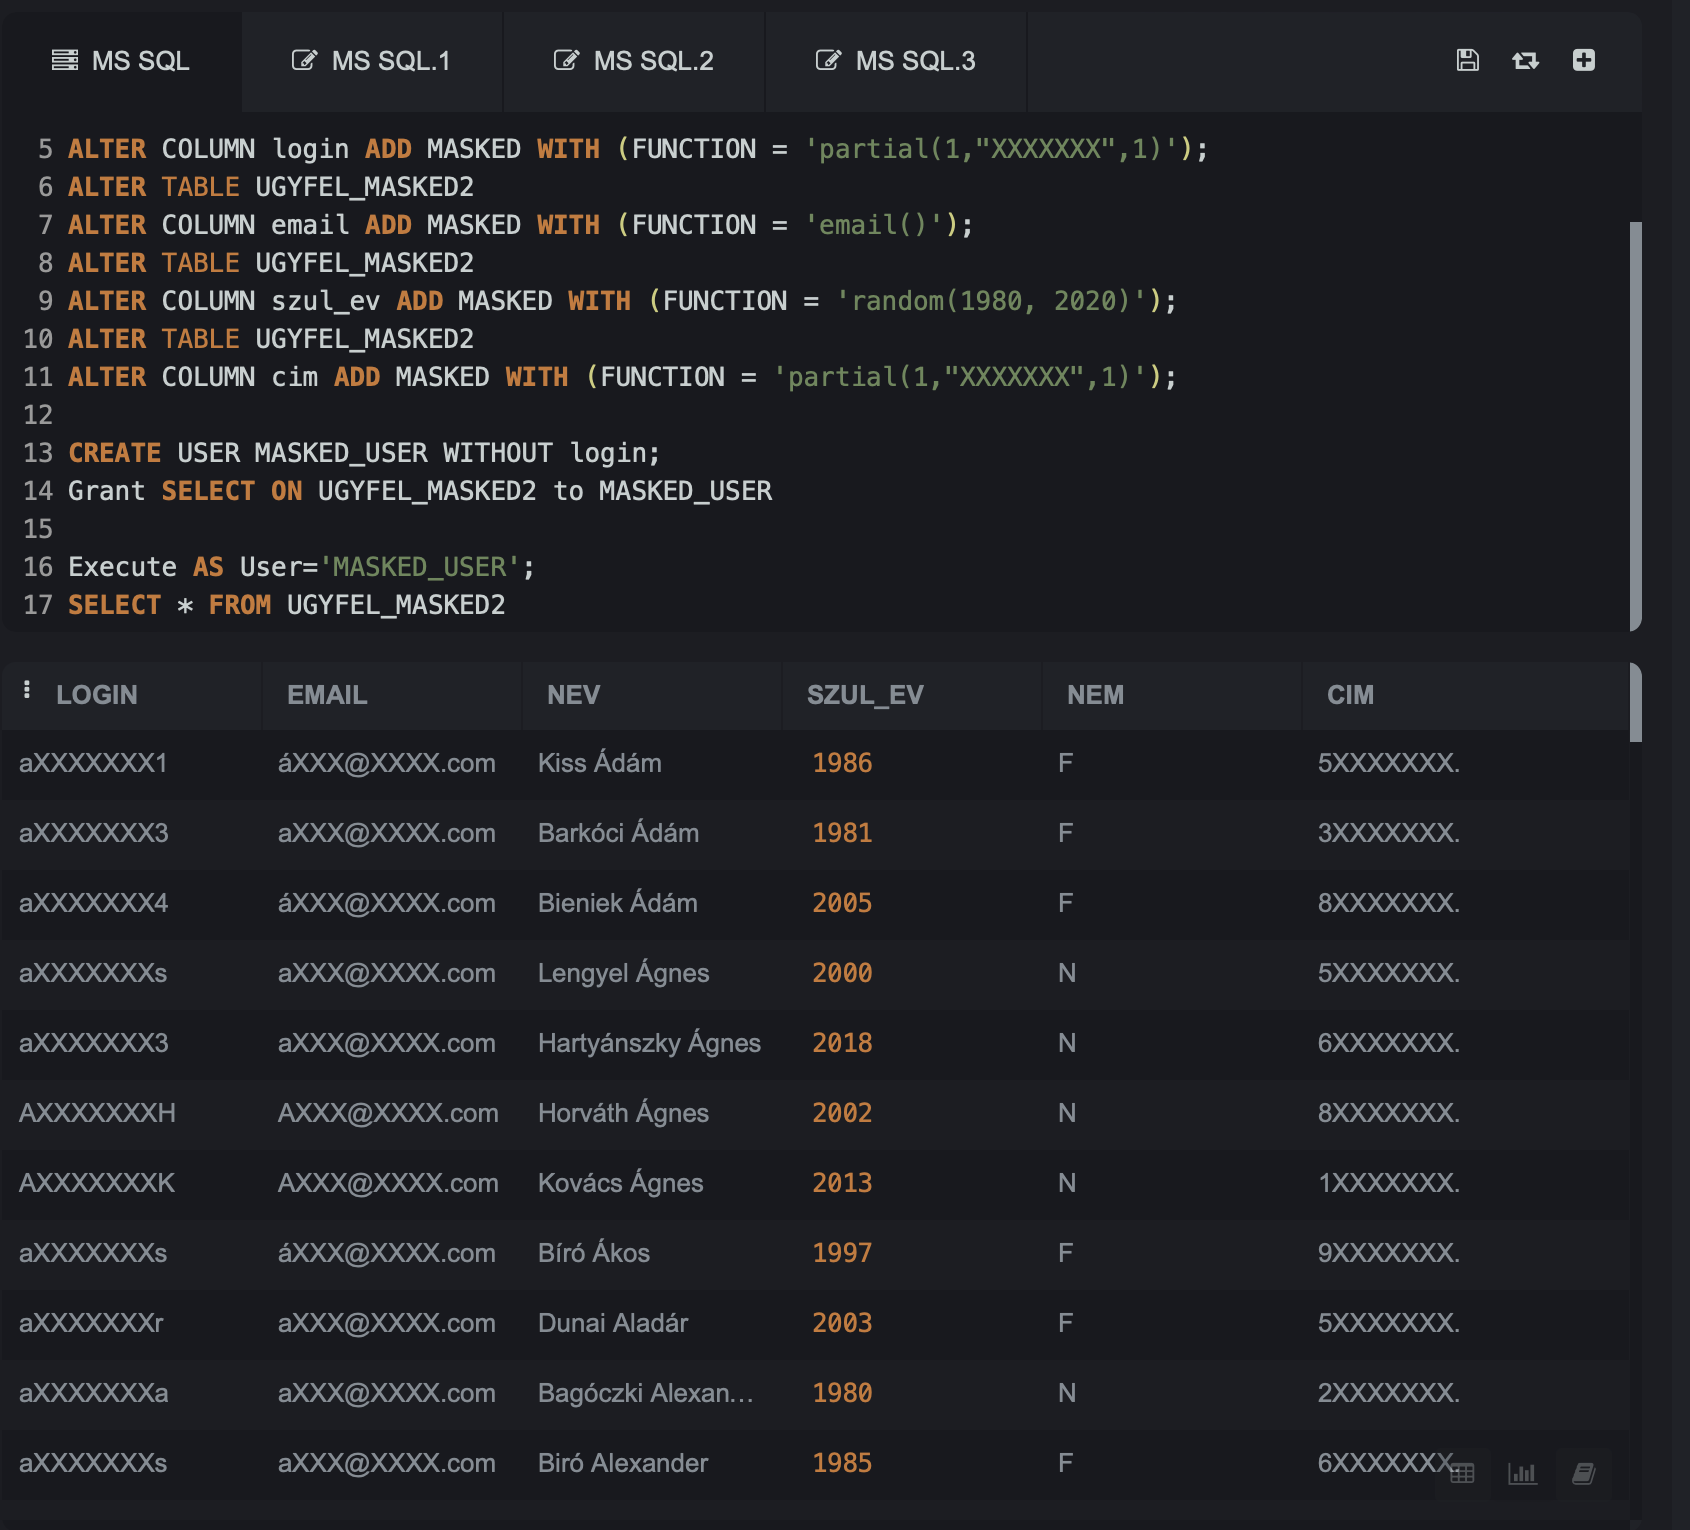 MS SQL MS SQL.1 MS SQL.2 MS SQL.3
5 ALTER COLUMN login ADD MASKED WITH (FUNCTION = 'partial(1,"XXXXXXX",1)');
6 ALTER TABLE UGYFEL_MASKED2
7 ALTER COLUMN email ADD MASKED WITH (FUNCTION = 'email()');
8 ALTER TABLE UGYFEL_MASKED2
9 ALTER COLUMN szul_ev ADD MASKED WITH (FUNCTION = 'random(1980, 2020)');
10 ALTER TABLE UGYFEL_MASKED2
11 ALTER COLUMN cim ADD MASKED WITH (FUNCTION = 'partial(1,"XXXXXXX",1)');
12
13 CREATE USER MASKED_USER WITHOUT login;
14 Grant SELECT ON UGYFEL_MASKED2 to MASKED_USER
15
16 Execute AS User='MASKED_USER';
17 SELECT * FROM UGYFEL_MASKED2
LOGIN EMAIL NEV SZUL_EV NEM CIM
aXXXXXXX1 áXXX@XXXX.com Kiss Ádám 1986 F 5XXXXXXX.
aXXXXXXX3 aXXX@XXXX.com Barkóci Ádám 1981 F 3XXXXXXX.
aXXXXXXX4 áXXX@XXXX.com Bieniek Ádám 2005 F 8XXXXXXX.
aXXXXXXXs aXXX@XXXX.com Lengyel Ágnes 2000 N 5XXXXXXX.
aXXXXXXX3 aXXX@XXXX.com Hartyánszky Ágnes 2018 N 6XXXXXXX.
AXXXXXXXH AXXX@XXXX.com Horváth Ágnes 2002 N 8XXXXXXX.
AXXXXXXXK AXXX@XXXX.com Kovács Ágnes 2013 N 1XXXXXXX.
aXXXXXXXs áXXX@XXXX.com Bíró Ákos 1997 F 9XXXXXXX.
aXXXXXXXr aXXX@XXXX.com Dunai Aladár 2003 F 5XXXXXXX.
aXXXXXXXa aXXX@XXXX.com Bagóczki Alexan… 1980 N 2XXXXXXX.
aXXXXXXXs aXXX@XXXX.com Biró Alexander 1985 F 6XXXXXXX.